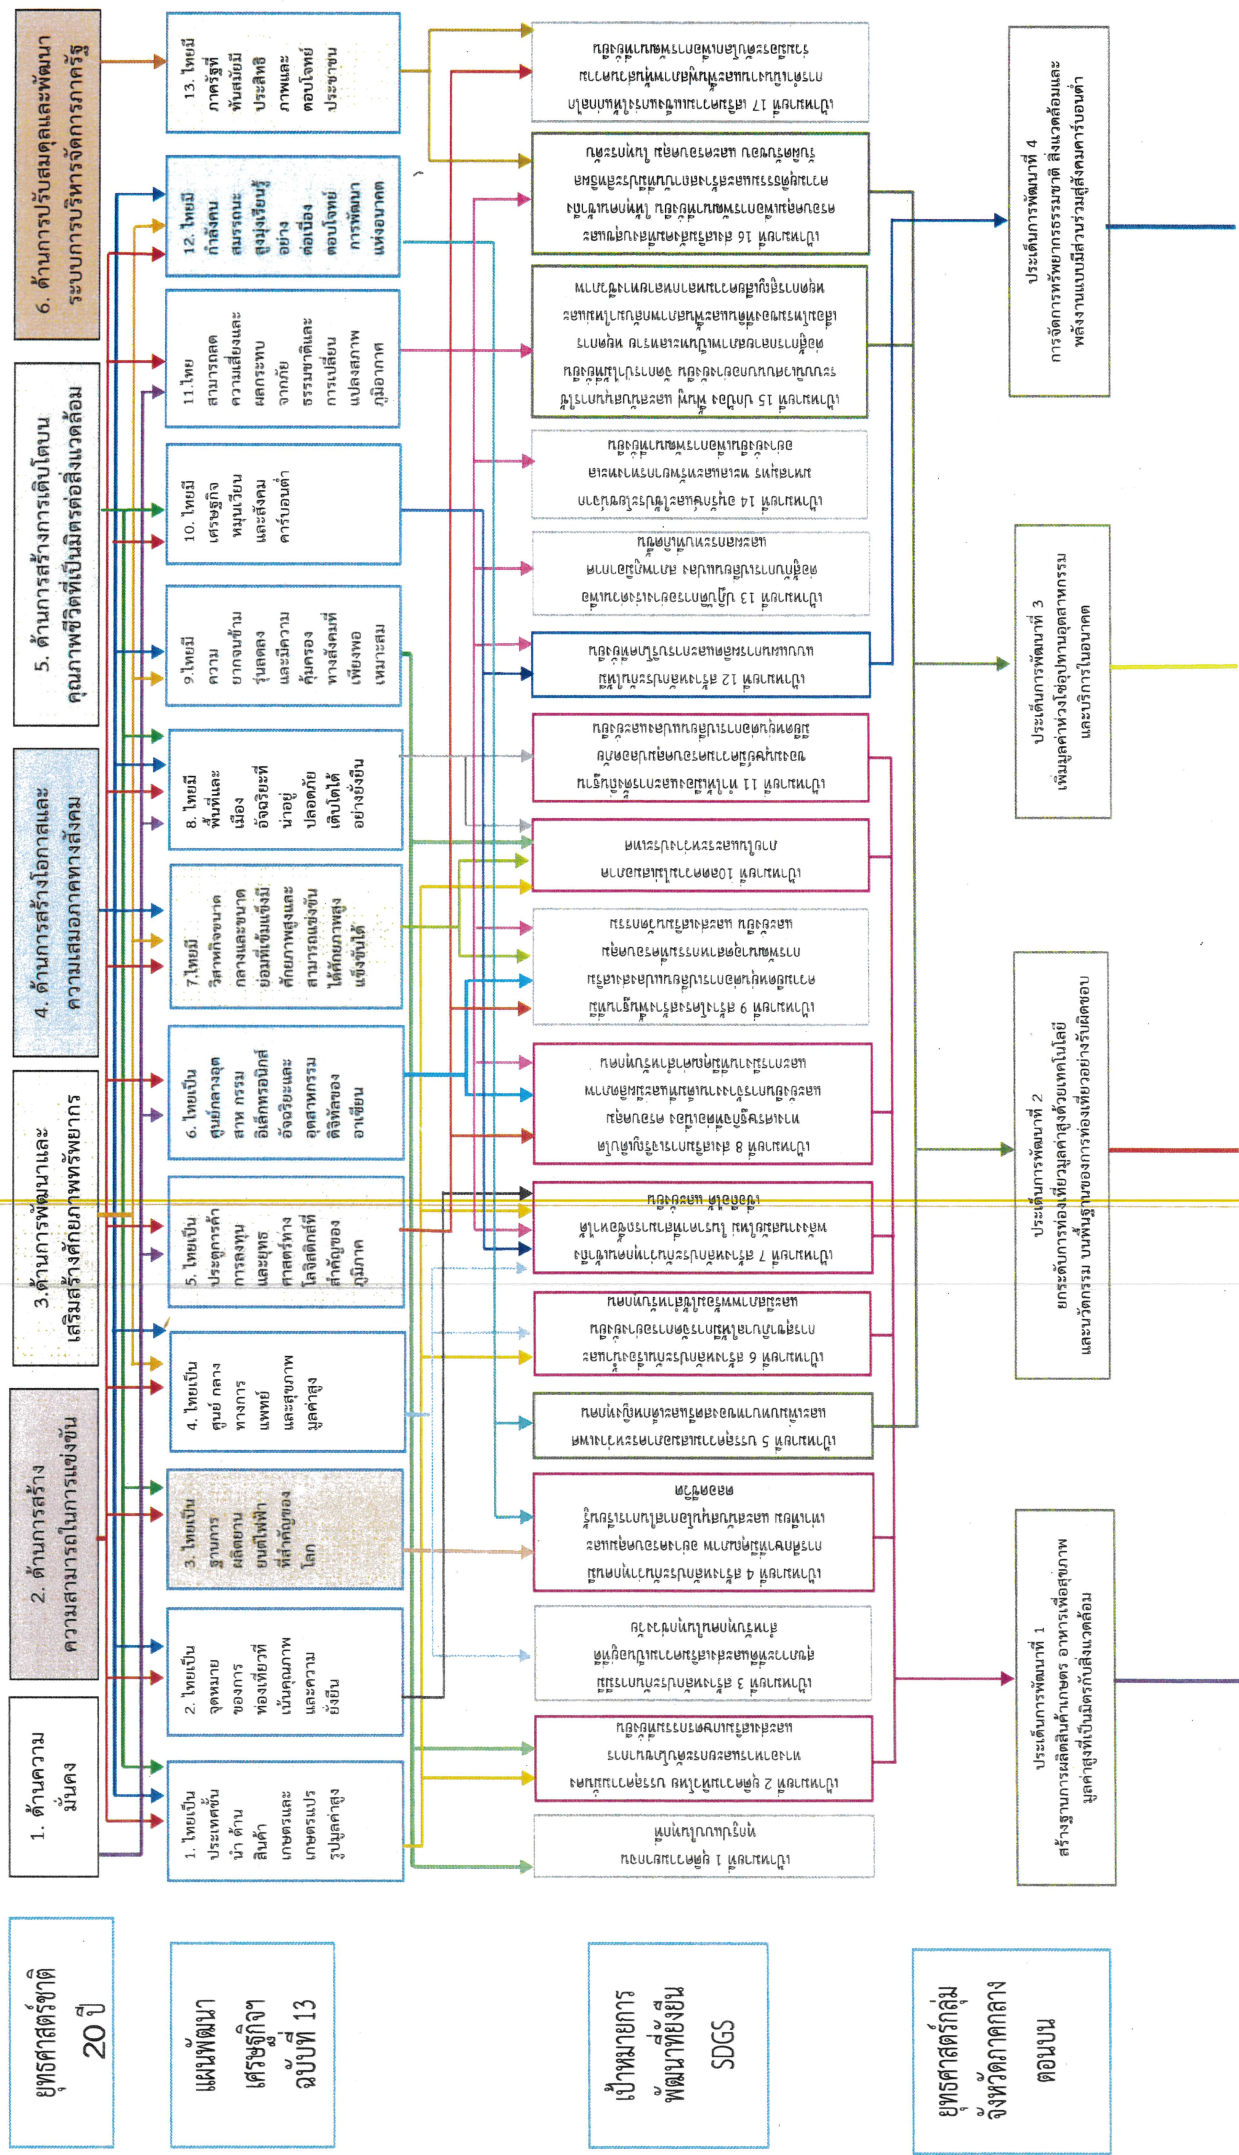 ยุทธศาสตร์ชาติ
20 ปี
1. ด้านความ
มั่นคง
2. ด้านการสร้าง
ความสามารถในการแข่งขัน
3.ด้านการพัฒนาและ
เสริมสร้างศักยภาพทรัพยากร
4. ด้านการสร้างโอกาสและ
ความเสมอภาคทางสังคม
5. ด้านการสร้างการเติบโตบน
คุณภาพชีวิตที่เป็นมิตรต่อสิ่งแวดล้อม
6. ด้านการปรับสมดุลและพัฒนา
ระบบการบริหารจัดการภาครัฐ
แผนพัฒนา
เศรษฐกิจฯ
ฉบับที่ 13
1. ไทยเป็น
ประเทศชั้น
นำ ด้าน
สินค้า
เกษตรและ
เกษตรแปร
รูปมูลค่าสูง
2. ไทยเป็น
จุดหมาย
ของการ
ท่องเที่ยวที่
เน้นคุณภาพ
และความ
ยั่งยืน
3. ไทยเป็น
ฐานการ
ผลิตยาน
ยนต์ไฟฟ้า
ที่สำคัญของ
โลก
4. ไทยเป็น
ศูนย์ กลาง
ทางการ
แพทย์
และสุขภาพ
มูลค่าสูง
5. ไทยเป็น
ประตูการค้า
การลงทุน
และยุทธ
ศาสตร์ทาง
โลจิสติกส์ที่
สำคัญของ
ภูมิภาค
6. ไทยเป็น
ศูนย์กลางอุต
สาห กรรม
อิเล็กทรอนิกส์
อัจฉริยะและ
อุตสาหกรรม
ดิจิทัลของ
อาเซียน
7.ไทยมี
วิสาหกิจขนาด
กลางและขนาด
ย่อมที่เข้มแข็งมี
ศักยภาพสูงและ
สามารถแข่งขัน
ได้ศักยภาพสูง
แข็งขันได้
8. ไทยมี
พื้นที่และ
เมือง
อัจฉริยะที่
น่าอยู่
ปลอดภัย
เติบโตได้
อย่างยั่งยืน
9.ไทยมี
ความ
ยากจนข้าม
รุ่นลดลง
และมีความ
คุ้มครอง
ทางสังคมที่
เพียงพอ
เหมาะสม
10. ไทยมี
เศรษฐกิจ
หมุนเวียน
และสังคม
คาร์บอนต่ำ
11.ไทย
สามารถลด
ความเสี่ยงและ
ผลกระทบ
จากภัย
ธรรมชาติและ
การเปลี่ยน
แปลงสภาพ
ภูมิอากาศ
12. ไทยมี
กำลังคน
สมรรถนะ
สูงมุ่งเรียนรู้
อย่าง
ต่อเนื่อง
ตอบโจทย์
การพัฒนา
แห่งอนาคต
13. ไทยมี
ภาครัฐที่
ทันสมัยมี
ประสิทธิ
ภาพและ
ตอบโจทย์
ประชาชน
เป้าหมายการ
พัฒนาที่ยั่งยืน
SDGS
เป้าหมายที่ 1 ยุติความยากจน
ทุกรูปแบบในทุกที่
เป้าหมายที่ 2 ยุติความหิวโหย บรรลุความมั่นคง
ทางอาหารและยกระดับโภชนาการ
และส่งเสริมเกษตรกรรมที่ยั่งยืน
เป้าหมายที่ 3 สร้างหลักประกันการมีมี
สุขภาวะที่ดีและส่งเสริมความเป็นอยู่ที่ดี
สำหรับทุกคนในทุกช่วงวัย
เป้าหมายที่ 4 สร้างหลักประกันว่าทุกคนมี
การศึกษาที่มีคุณภาพ อย่างครอบคลุมและ
เท่าเทียม และสนับสนุนโอกาสในการเรียนรู้
ตลอดชีวิต
เป้าหมายที่ 5 บรรลุความเสมอภาคระหว่างเพศ
และเพิ่มบทบาทของสตรีและเด็กหญิงทุกคน
เป้าหมายที่ 6 สร้างหลักประกันเรื่องน้ำและ
การสุขาภิบาลให้มีการจัดการอย่างยั่งยืน
และมีสภาพพร้อมใช้สำหรับทุกคน
เป้าหมายที่ 7 สร้างหลักประกันว่าทุกคนเข้าถึง
พลังงานสมัยใหม่ ในราคาที่สามารถซื้อหาได้
เชื่อถือได้ และยั่งยืน
เป้าหมายที่ 8 ส่งเสริมการเจริญเติบโต
ทางเศรษฐกิจที่ต่อเนื่อง ครอบคลุม
และยั่งยืนการจ้างงานเต็มที่และมีผลิตภาพ
และการมีงานที่มีคุณค่าสำหรับทุกคน
เป้าหมายที่ 9 สร้างโครงสร้างพื้นฐานที่มี
ความยืดหยุ่นต่อการเปลี่ยนแปลงส่งเสริม
การพัฒนาอุตสาหกรรมที่ครอบคลุม
และยั่งยืน และส่งเสริมนวัตกรรม
เป้าหมายที่ 10ลดความไม่เสมอภาค
ภายในและระหว่างประเทศ
เป้าหมายที่ 11 ทำให้เมืองและการตั้งถิ่นฐาน
ของมนุษย์มีความครอบคลุมปลอดภัย
มีภูมิต้านทานต่อการเปลี่ยนแปลงและยั่งยืน
เป้าหมายที่ 12 สร้างหลักประกันให้มี
แบบแผนการผลิตและการบริโภคที่ยั่งยืน
เป้าหมายที่ 13 ปฏิบัติการอย่างเร่งด่วนเพื่อ
ต่อสู้กับการเปลี่ยนแปลง สภาพภูมิอากาศ
และผลกระทบที่เกิดขึ้น
เป้าหมายที่ 14 อนุรักษ์และใช้ประโยชน์จาก
มหาสมุทร ทะเลและทรัพยากรทางทะเล
อย่างยั่งยืนเพื่อการพัฒนาที่ยั่งยืน
เป้าหมายที่ 15 ปกป้อง ฟื้นฟู และสนับสนุนการใช้
ระบบนิเวศบนบกอย่างยั่งยืน จัดการป่าไม้ที่ยั่งยืน
ต่อสู้การกลายสภาพเป็นทะเลทราย หยุดการ
เสื่อมโทรมของที่ดินและฟื้นสภาพกลับมาใหม่และ
หยุดการสูญเสียความหลากหลายทางชีวภาพ
เป้าหมายที่ 16 ส่งเสริมสังคมที่สงบสุขและ
ครอบคลุมเพื่อการพัฒนาที่ยั่งยืน ให้ทุกคนเข้าถึง
ความยุติธรรมและสร้างสถาบันที่มีประสิทธิผล
รับผิดรับชอบ และครอบคลุม ในทุกระดับ
เป้าหมายที่ 17 เสริมความแข็งแกร่งให้แก่กลไก
การดำเนินงานและฟื้นฟูสภาพหุ้นส่วนความ
ร่วมมือระดับโลกเพื่อการพัฒนาที่ยั่งยืน
ยุทธศาสตร์กลุ่ม
จังหวัดภาคกลาง
ตอนบน
ประเด็นการพัฒนาที่ 1
สร้างฐานการผลิตสินค้าเกษตร อาหารเพื่อสุขภาพ
มูลค่าสูงที่เป็นมิตรกับสิ่งแวดล้อม
ประเด็นการพัฒนาที่ 2
ยกระดับการท่องเที่ยวมูลค่าสูงด้วยเทคโนโลยี
และนวัตกรรม บนพื้นฐานของการท่องเที่ยวอย่างรับผิดชอบ
ประเด็นการพัฒนาที่ 3
เพิ่มมูลค่าห่วงโซ่อุปทานอุตสาหกรรม
และบริการในอนาคต
ประเด็นการพัฒนาที่ 4
การจัดการทรัพยากรธรรมชาติ สิ่งแวดล้อมและ
พลังงานแบบมีส่วนร่วมสู่สังคมคาร์บอนต่ำ